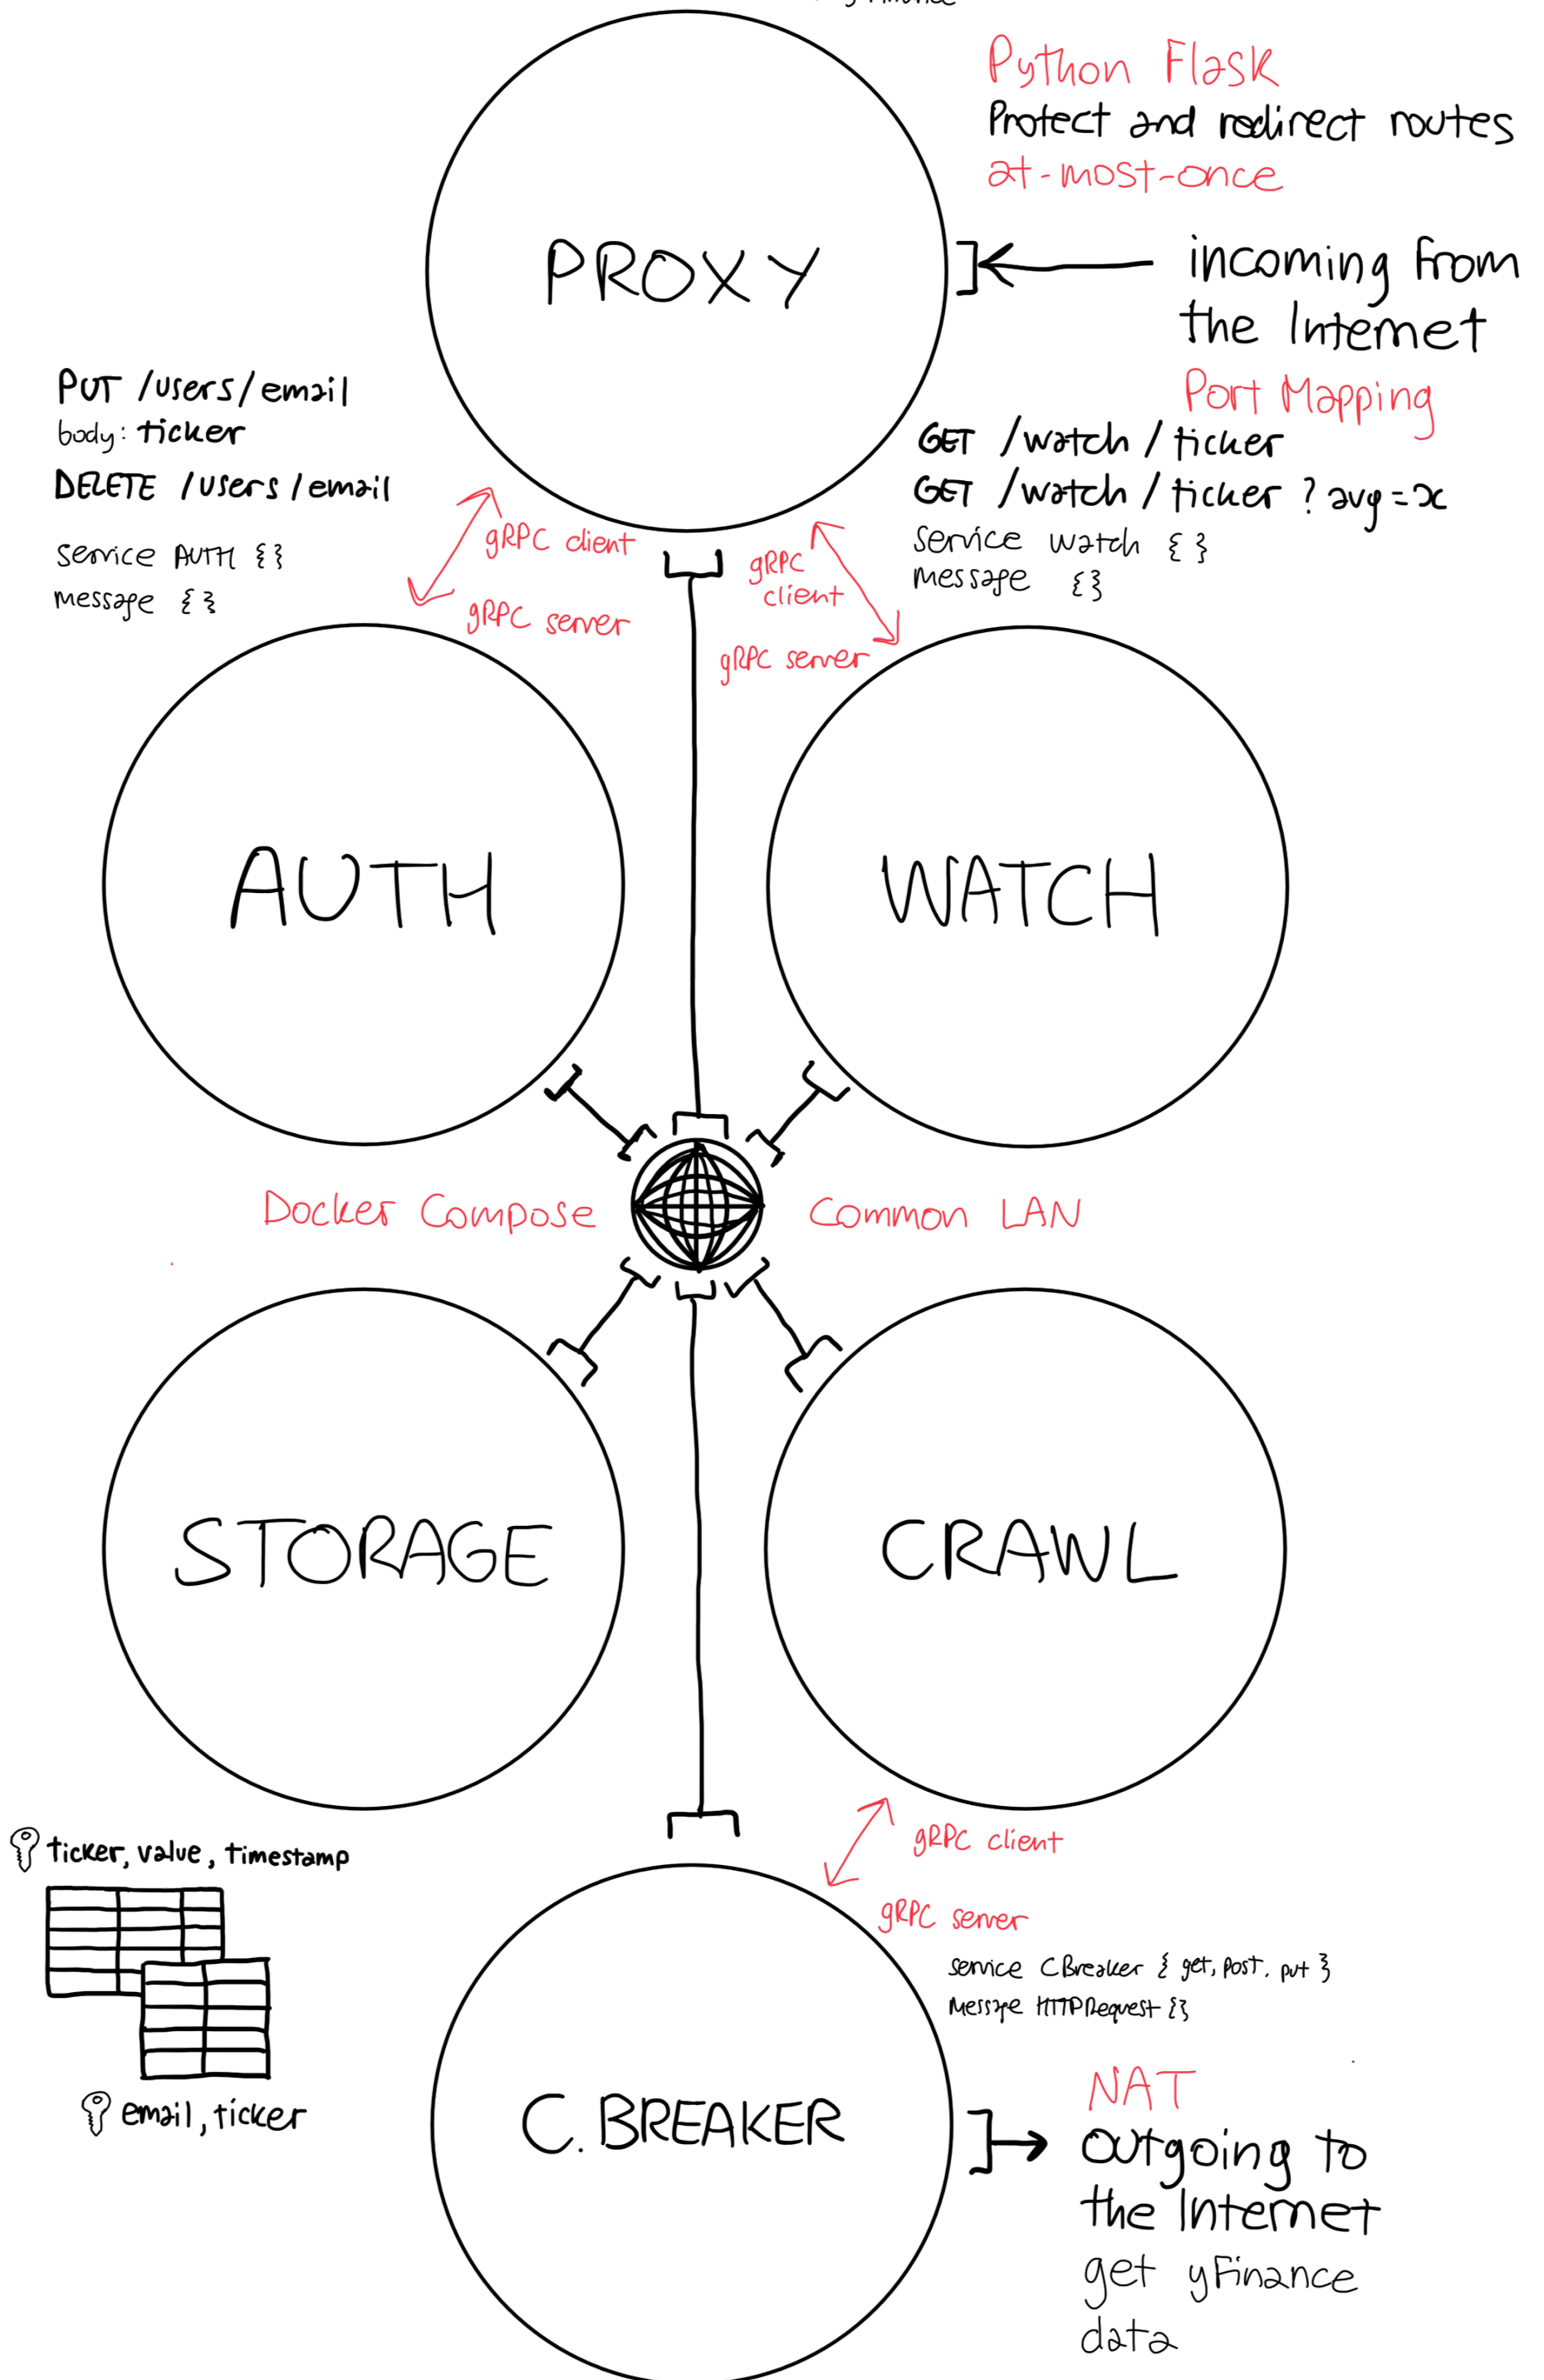 Python Flask
Protect and redirect routes
at-most-once
PROXY
incoming from
the Internet
Port Mapping
PUT /users/email
body: ticker
DELETE /users/email
service AUTH {}
message {}
gRPC client
gRPC server
GET /watch/ticker
GET /watch/ticker ? avg=x
service watch {}
message {}
gRPC
client
gRPC server
AUTH
WATCH
Docker Compose
Common LAN
STORAGE
CRAWL
ticker, value, timestamp
email, ticker
gRPC client
gRPC server
service CBreaker { get, post, put }
Message HTTPRequest {}
C. BREAKER
NAT
outgoing to
the Internet
get yFinance
data